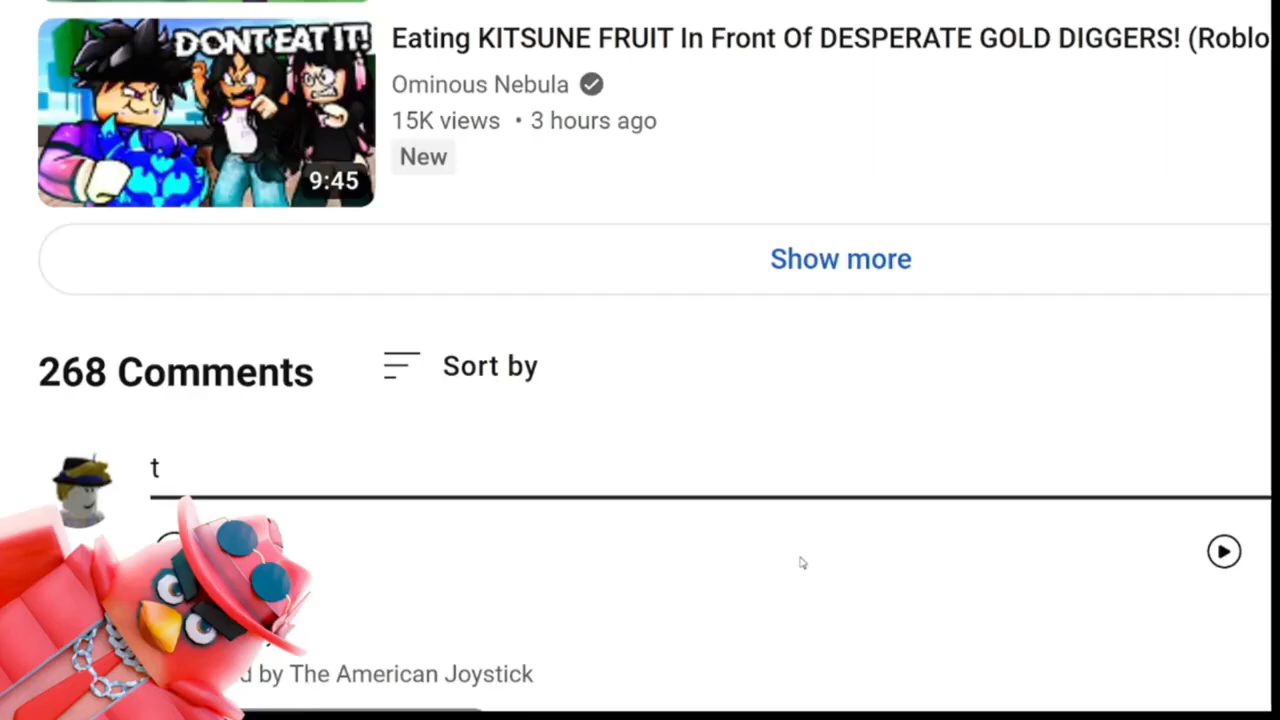 DONT EAT IT!
9:45
Eating KITSUNE FRUIT In Front Of DESPERATE GOLD DIGGERS! (Roblo
Ominous Nebula
15K views • 3 hours ago
New
Show more
268 Comments
Sort by
t
d by The American Joystick